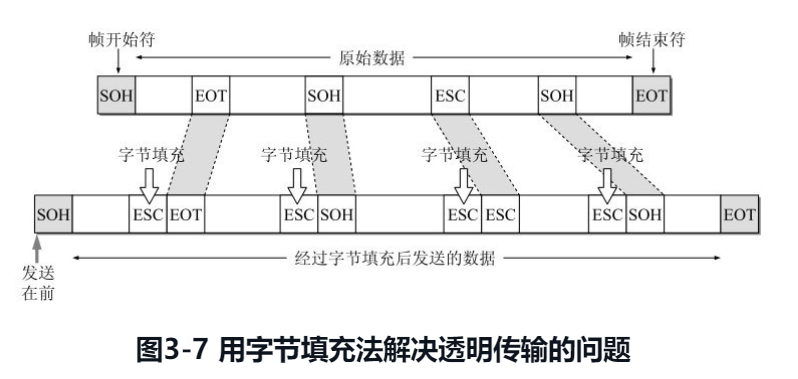 帧开始符 原始数据 帧结束符
SOH EOT SOH ESC SOH EOT
字节填充 字节填充 字节填充 字节填充
SOH ESC EOT ESC SOH ESC ESC ESC SOH EOT
经过字节填充后发送的数据
发送
在前
图3-7 用字节填充法解决透明传输的问题